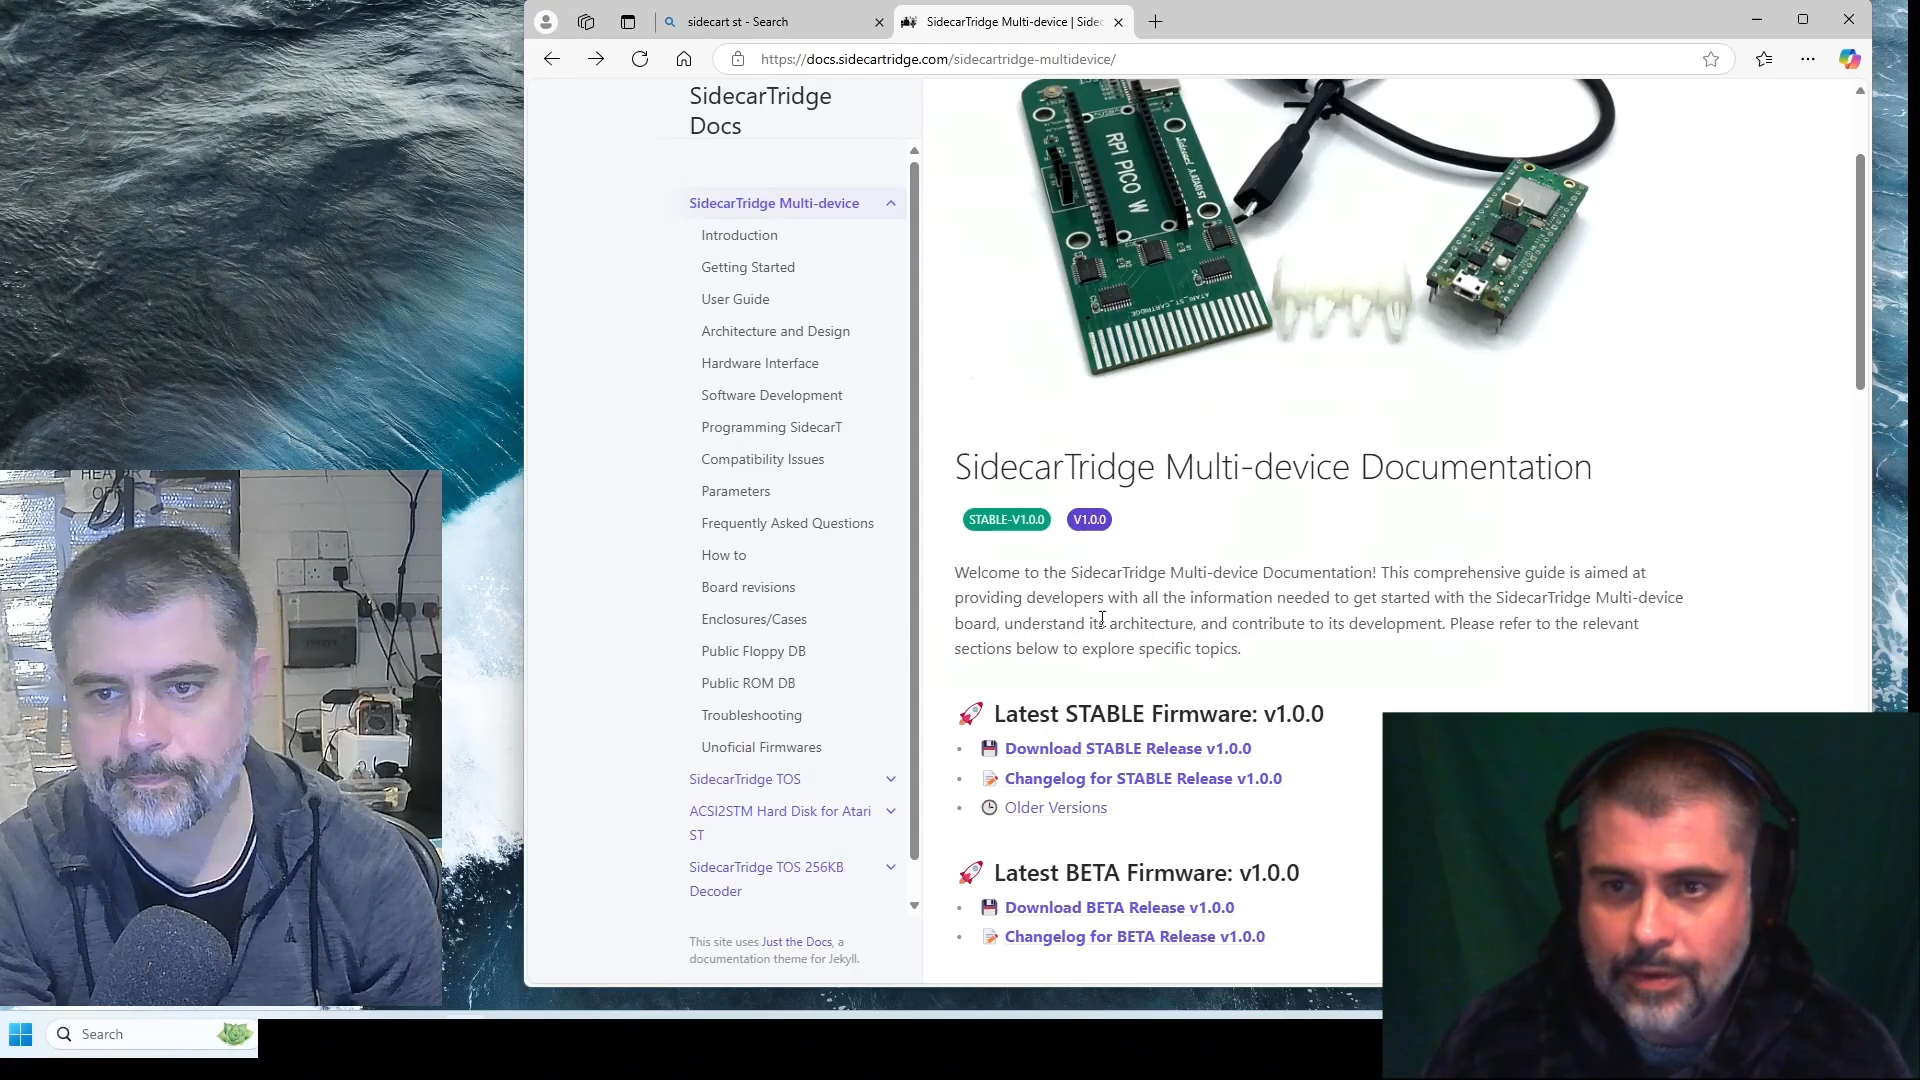 sidecart st - Search
SidecarTridge Multi-device | Sidec
https://docs.sidecartridge.com/sidecartridge-multidevice/
SidecarTridge
Docs
SidecarTridge Multi-device
Introduction
Getting Started
User Guide
Architecture and Design
Hardware Interface
Software Development
Programming SidecarT
Compatibility Issues
Parameters
Frequently Asked Questions
How to
Board revisions
Enclosures/Cases
Public Floppy DB
Public ROM DB
Troubleshooting
Unoficial Firmwares
SidecarTridge TOS
ACSI2STM Hard Disk for Atari
ST
SidecarTridge TOS 256KB
Decoder
This site uses Just the Docs, a
documentation theme for Jekyll.
RPI PICO W
ATARI_ST_CARTRIDGE
SidecarTridge Multi-device Documentation
STABLE-V1.0.0
V1.0.0
Welcome to the SidecarTridge Multi-device Documentation! This comprehensive guide is aimed at
providing developers with all the information needed to get started with the SidecarTridge Multi-device
board, understand its architecture, and contribute to its development. Please refer to the relevant
sections below to explore specific topics.
🚀 Latest STABLE Firmware: v1.0.0
• 💾 Download STABLE Release v1.0.0
• 📝 Changelog for STABLE Release v1.0.0
• 🕒 Older Versions
🚀 Latest BETA Firmware: v1.0.0
• 💾 Download BETA Release v1.0.0
• 📝 Changelog for BETA Release v1.0.0
Search